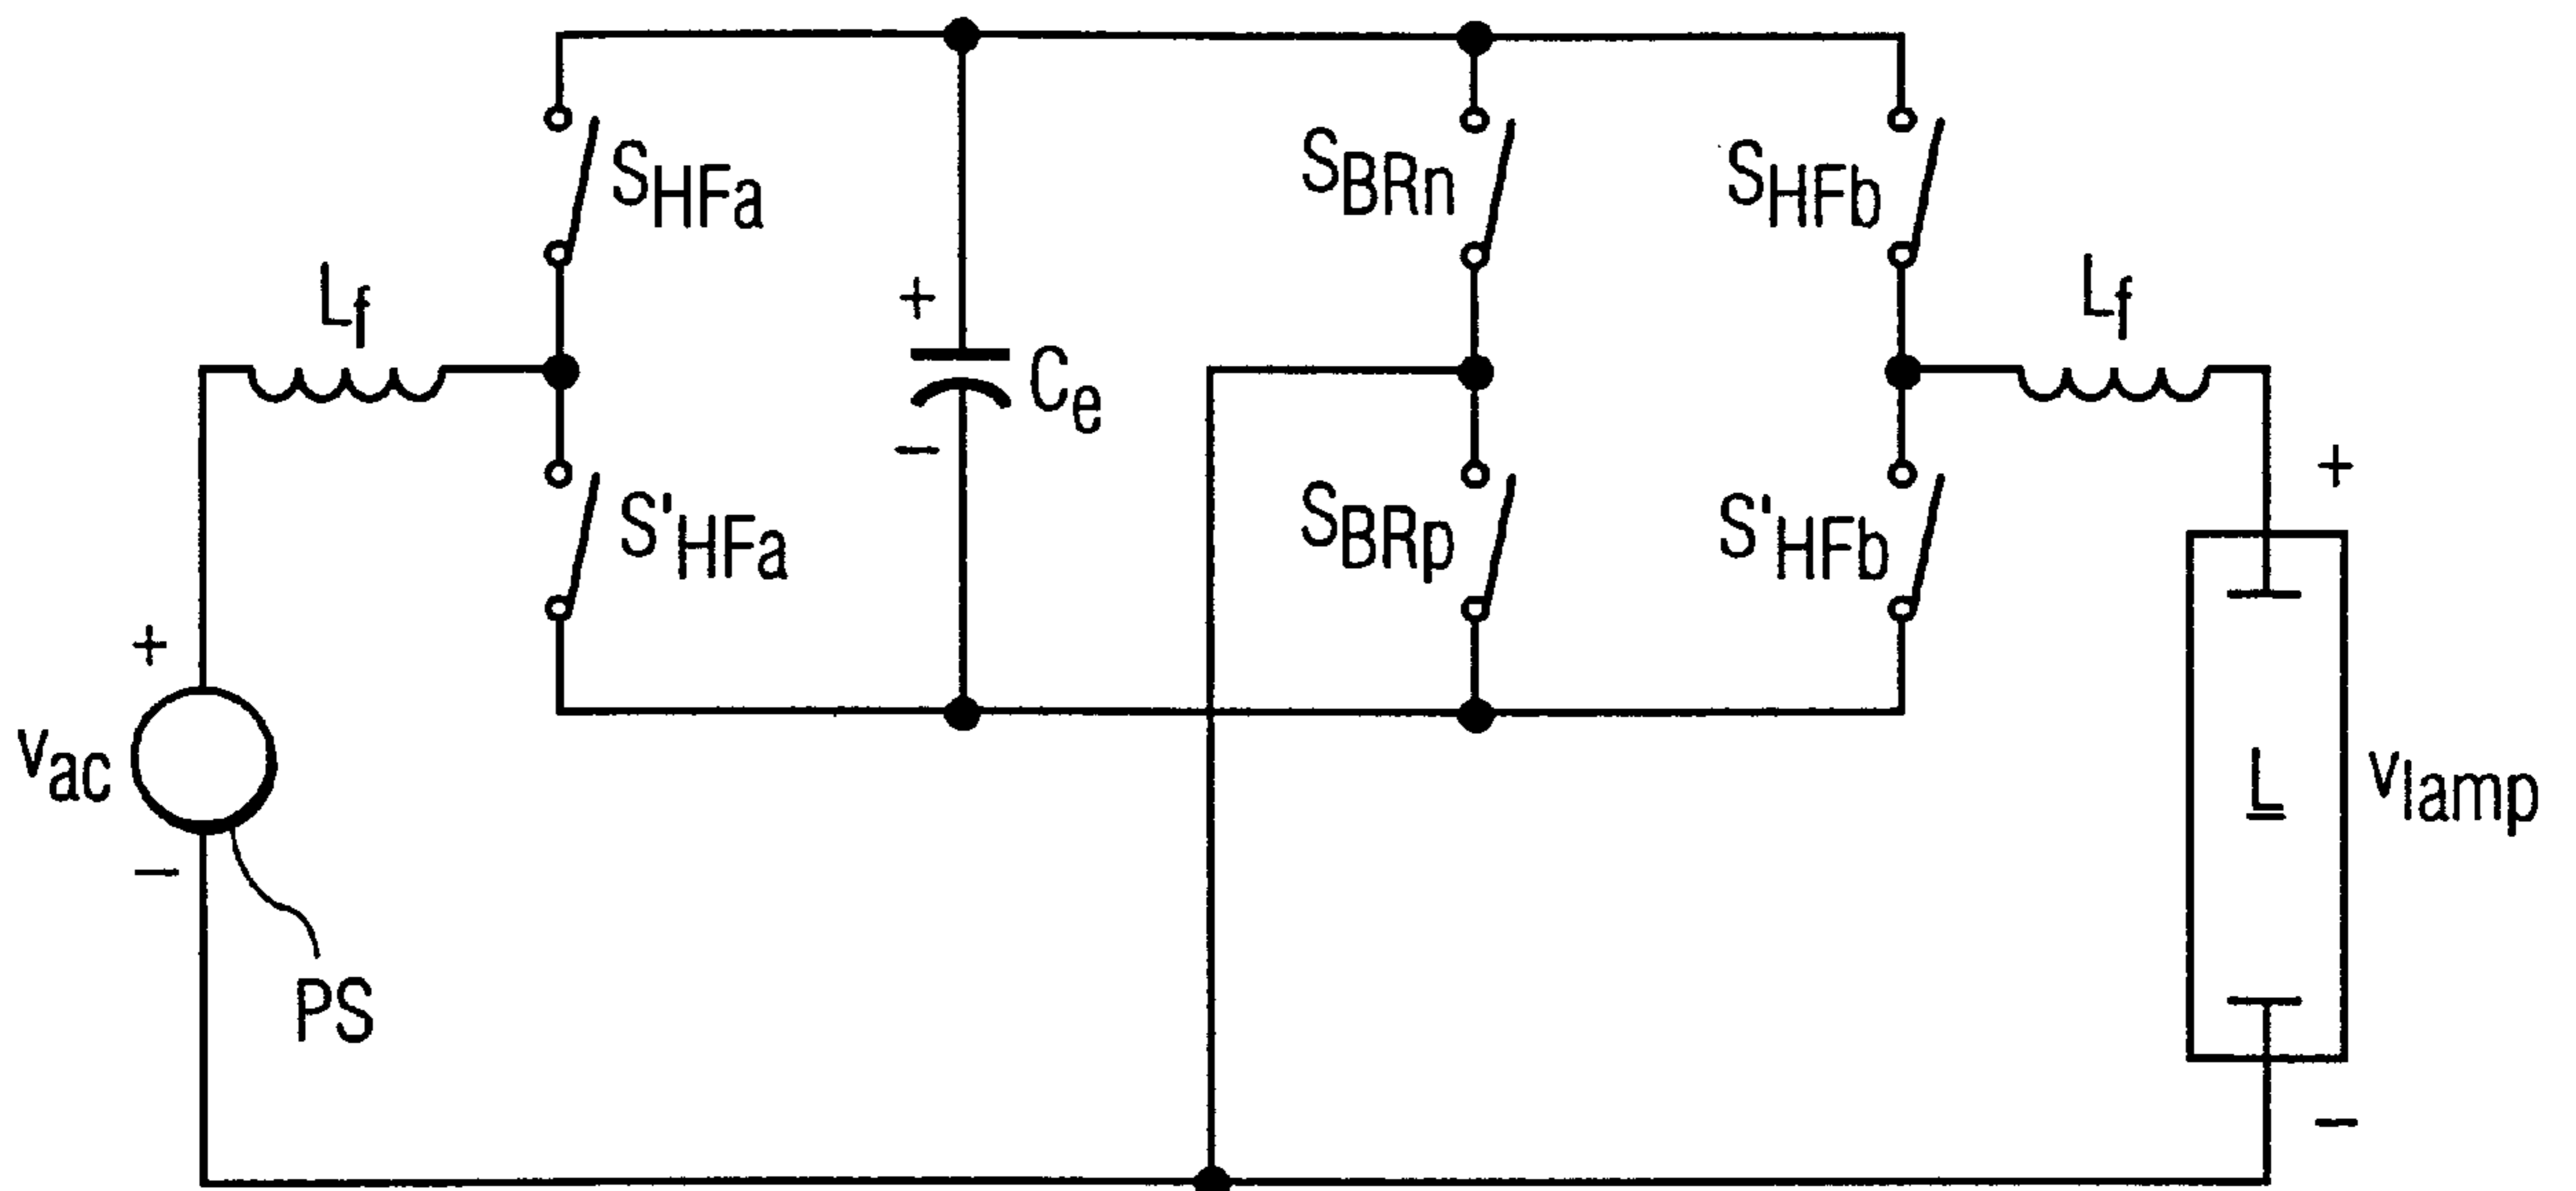 S_HFa
S_BRn
S_HFb
L_f
L_f
+
C_e
−
S'_HFa
S_BRp
S'_HFb
+
+
v_ac
L
v_lamp
−
PS
−